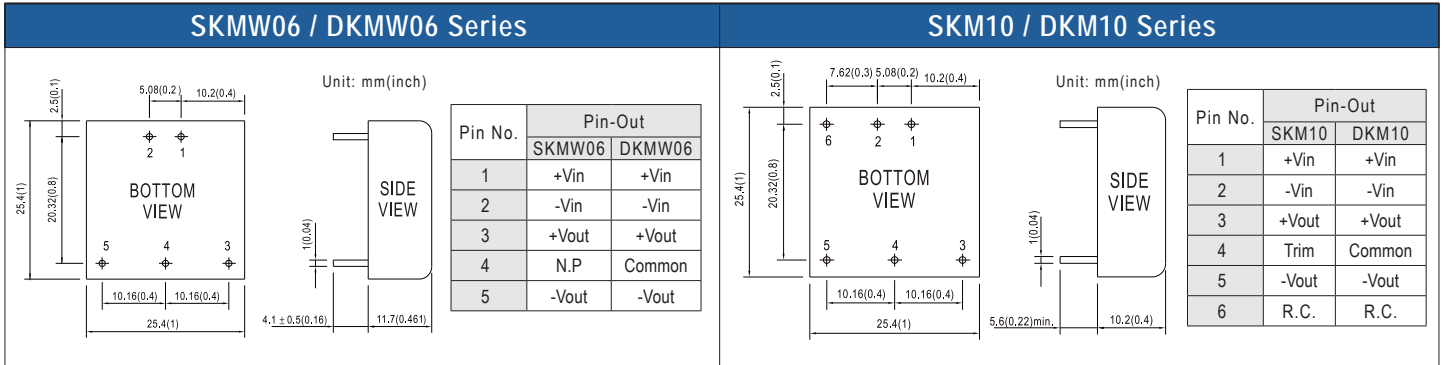 SKMW06 / DKMW06 Series
2.5(0.1)
5.08(0.2 )
10.2(0.4)
Unit: mm(inch)
25.4(1)
20.32(0.8)
2 1
BOTTOM
VIEW
5 4 3
10.16(0.4) 10.16(0.4)
25.4(1)
SIDE
VIEW
1(0.04)
4.1 ±0.5(0.16)
11.7(0.461)
Pin No. Pin-Out
SKMW06 DKMW06
1 +Vin +Vin
2 -Vin -Vin
3 +Vout +Vout
4 N.P Common
5 -Vout -Vout
SKM10 / DKM10 Series
2.5(0.1)
7.62(0.3) 5.08(0.2) 10.2(0.4)
Unit: mm(inch)
25.4(1)
20.32(0.8)
6 2 1
BOTTOM
VIEW
5 4 3
10.16(0.4) 10.16(0.4)
25.4(1)
SIDE
VIEW
1(0.04)
5.6(0.22)min.
10.2(0.4)
Pin No. Pin-Out
SKM10 DKM10
1 +Vin +Vin
2 -Vin -Vin
3 +Vout +Vout
4 Trim Common
5 -Vout -Vout
6 R.C. R.C.